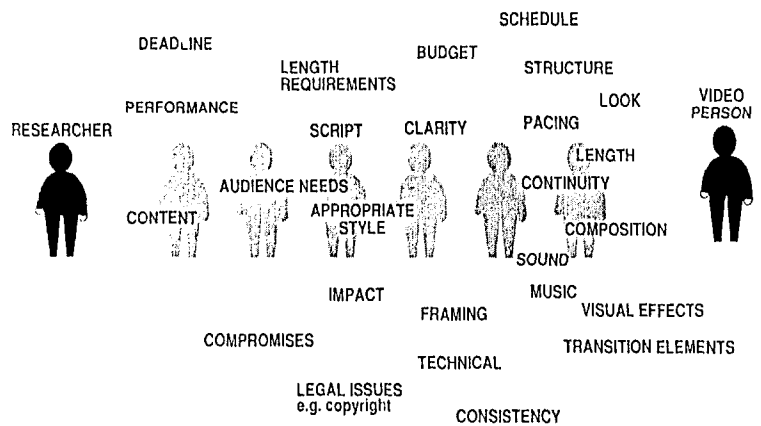 SCHEDULE
DEADLINE
BUDGET
LENGTH
REQUIREMENTS
STRUCTURE
LOOK
VIDEO
PERSON
PERFORMANCE
RESEARCHER
SCRIPT
CLARITY
PACING
LENGTH
AUDIENCE NEEDS
CONTINUITY
CONTENT
APPROPRIATE
STYLE
COMPOSITION
SOUND
IMPACT
MUSIC
FRAMING
VISUAL EFFECTS
COMPROMISES
TRANSITION ELEMENTS
TECHNICAL
LEGAL ISSUES
e.g. copyright
CONSISTENCY